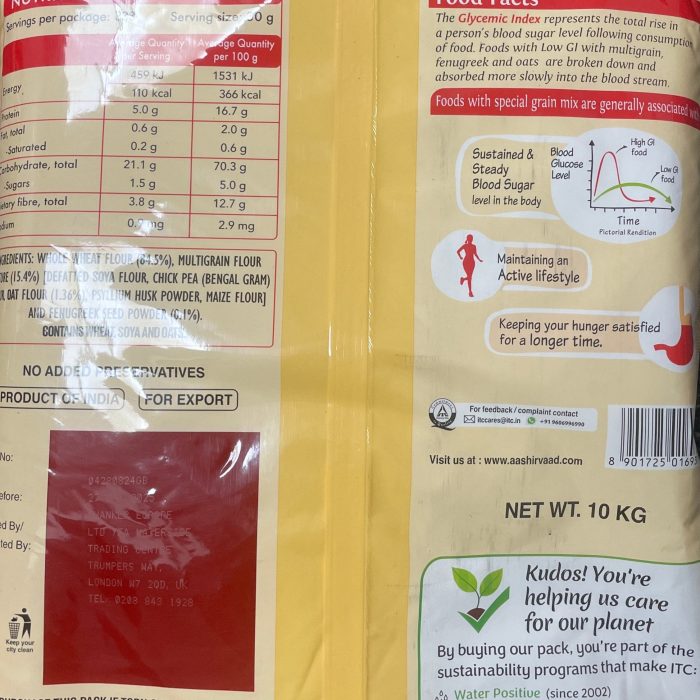 Servings per package:
Serving size: 30 g
Average Quantity per Serving
Average Quantity per 100 g
Energy 459 kJ 1531 kJ
110 kcal 366 kcal
Protein 5.0 g 16.7 g
Fat, total 0.6 g 2.0 g
-Saturated 0.2 g 0.6 g
Carbohydrate, total 21.1 g 70.3 g
-Sugars 1.5 g 5.0 g
Dietary fibre, total 3.8 g 12.7 g
2.9 mg
INGREDIENTS: WHOLE WHEAT FLOUR (84.5%), MULTIGRAIN FLOUR
(15.4%) [DEFATTED SOYA FLOUR, CHICK PEA (BENGAL GRAM)
OAT FLOUR (1.36%), PSYLLIUM HUSK POWDER, MAIZE FLOUR]
AND FENUGREEK SEED POWDER (0.1%).
CONTAINS WHEAT, SOYA AND OATS.
NO ADDED PRESERVATIVES
PRODUCT OF INDIA
FOR EXPORT
No:
efore:
ed By/
ted By:
LTD
TRADING CENTRE
TRUMPERS WAY,
LONDON W7 2QD, UK
TEL: 0208 843 1928
Keep your
city clean
Food Facts
The Glycemic Index represents the total rise in
a person's blood sugar level following consumption
of food. Foods with Low GI with multigrain,
fenugreek and oats are broken down and
absorbed more slowly into the blood stream.
Foods with special grain mix are generally associated with
Sustained &
Steady
Blood Sugar
level in the body
Blood
Glucose
Level
High GI
food
Low GI
food
Time
Pictorial Rendition
Maintaining an
Active lifestyle
Keeping your hunger satisfied
for a longer time.
ITC
For feedback / complaint contact
itccares@itc.in +91 9606996990
Visit us at : www.aashirvaad.com
8 901725 0169
NET WT. 10 KG
Kudos! You're
helping us care
for our planet
By buying our pack, you're part of the
sustainability programs that make ITC:
Water Positive (since 2002)